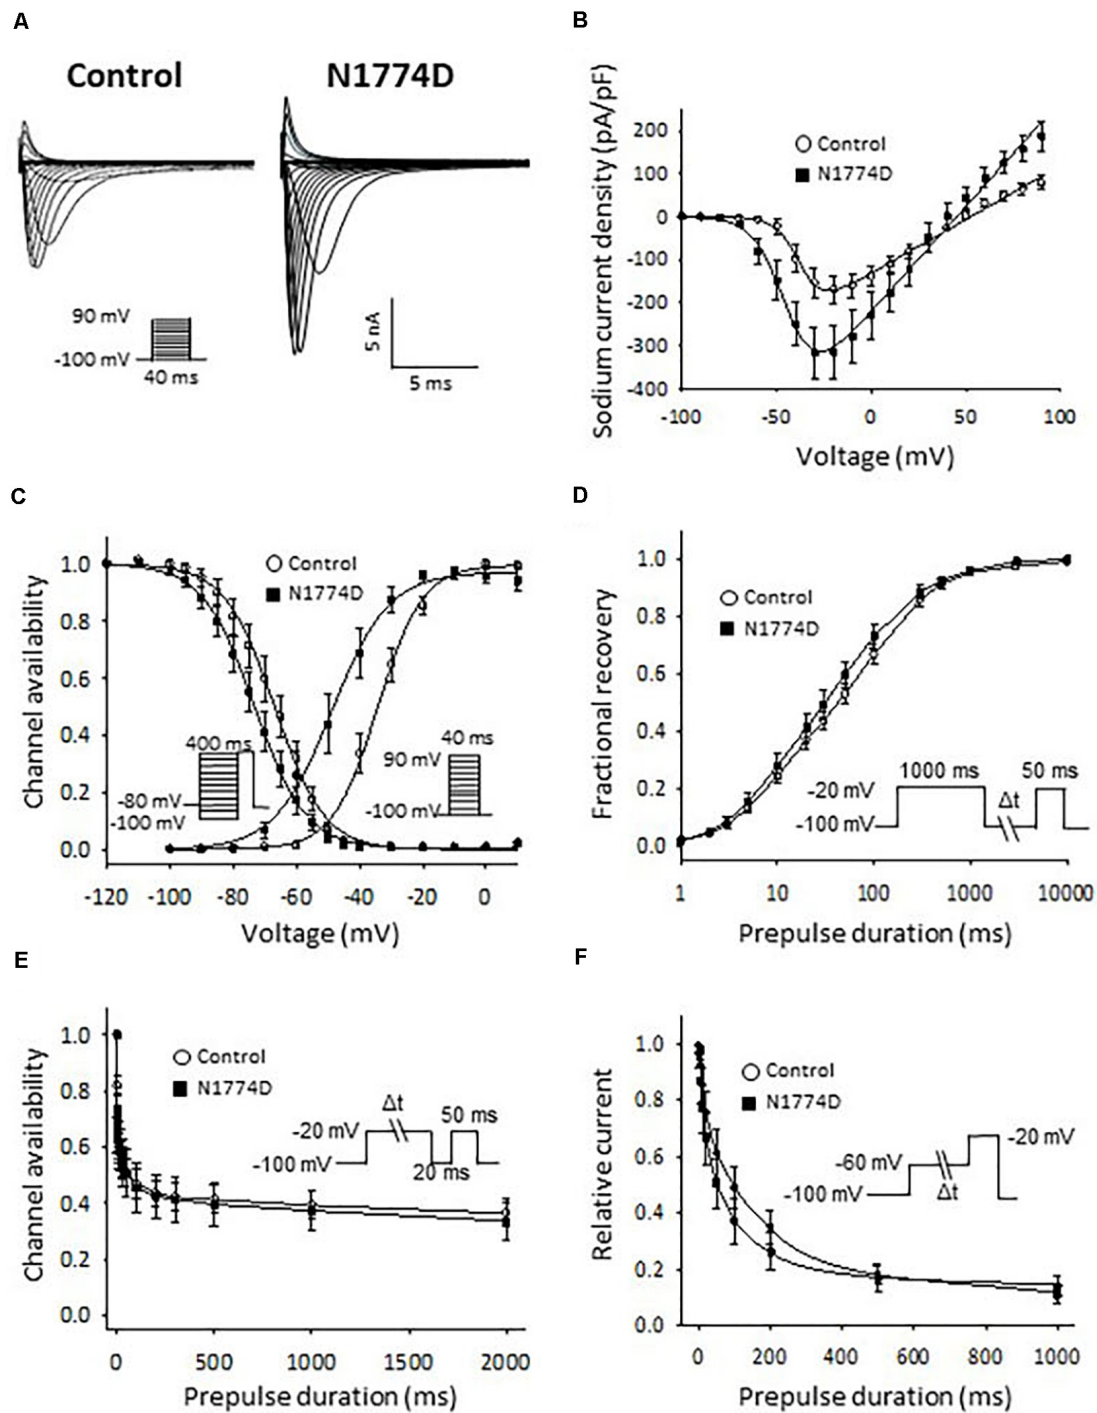 A
Control
N1774D
90 mV
-100 mV
40 ms
5 nA
5 ms
B
Sodium current density (pA/pF)
200
100
0
-100
-200
-300
-400
Control
N1774D
-100
-50
0
50
100
Voltage (mV)
C
Channel availability
1.0
0.8
0.6
0.4
0.2
0.0
Control
N1774D
400 ms
-80 mV
-100 mV
40 ms
90 mV
-100 mV
-120
-100
-80
-60
-40
-20
0
Voltage (mV)
D
Fractional recovery
1.0
0.8
0.6
0.4
0.2
0.0
Control
N1774D
1000 ms
50 ms
-20 mV
-100 mV
Δt
1
10
100
1000
10000
Prepulse duration (ms)
E
Channel availability
1.0
0.8
0.6
0.4
0.2
0.0
Control
N1774D
Δt
50 ms
-20 mV
-100 mV
20 ms
0
500
1000
1500
2000
Prepulse duration (ms)
F
Relative current
1.0
0.8
0.6
0.4
0.2
0.0
Control
N1774D
-20 mV
-60 mV
-100 mV
Δt
0
200
400
600
800
1000
Prepulse duration (ms)